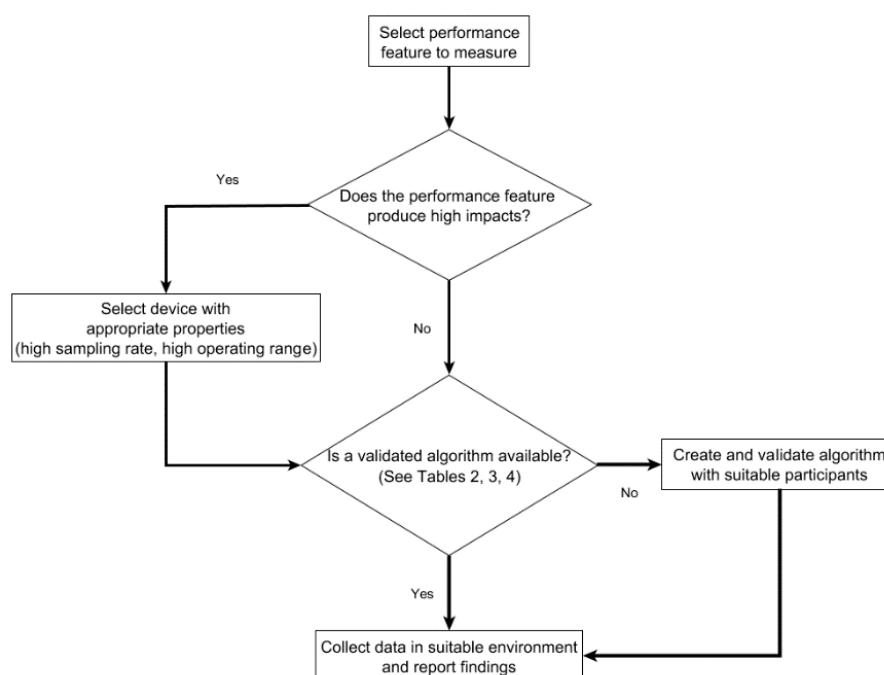 Select performance
feature to measure
Yes
Does the performance feature
produce high impacts?
Select device with
appropriate properties
(high sampling rate, high operating range)
No
Is a validated algorithm available?
(See Tables 2, 3, 4)
Create and validate algorithm
with suitable participants
No
Yes
Collect data in suitable environment
and report findings